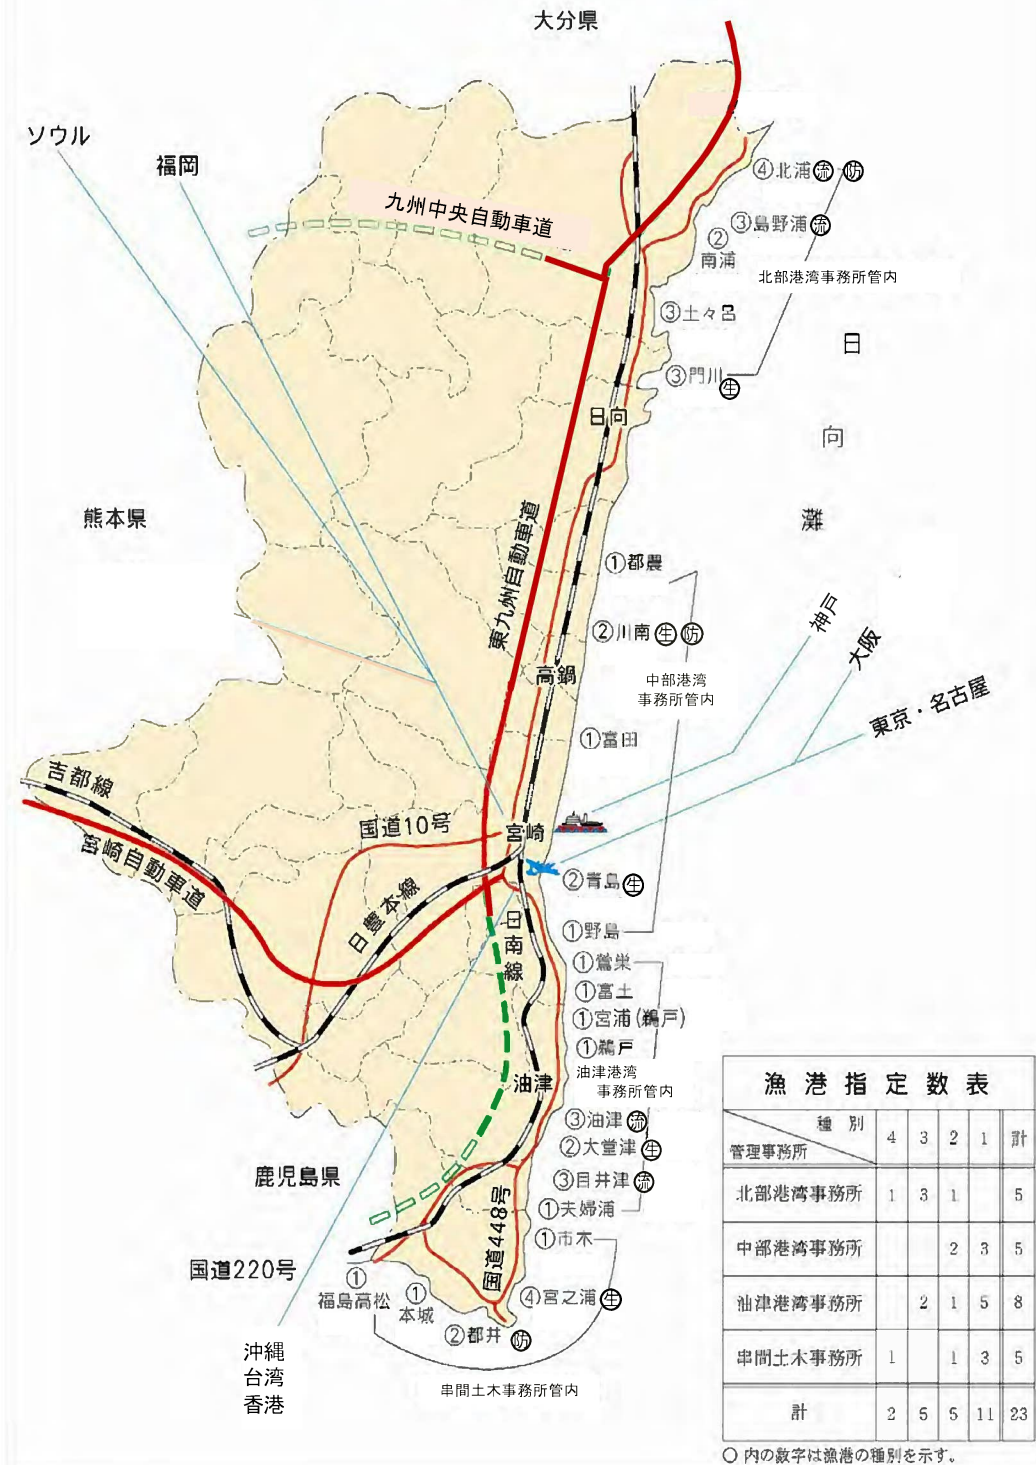 大分県
ソウル
福岡
九州中央自動車道
④北浦 流 防
③島野浦 流
②
南浦
北部港湾事務所管内
③土々呂
③門川 生
日向
日
向
灘
熊本県
東九州自動車道
①都農
②川南 生 防
高鍋
中部港湾
事務所管内
①富田
神戸
大阪
東京・名古屋
吉都線
宮崎自動車道
国道10号
宮崎
日豊本線
②青島 生
日南線
①野島
①鶯巣
①富土
①宮浦(鵜戸)
①鵜戸
油津港湾
事務所管内
油津
③油津 流
②大堂津 生
③目井津 流
①夫婦浦
①市木
鹿児島県
国道448号
国道220号
④宮之浦 生
①
福島高松
①
本城
②都井 防
串間土木事務所管内
沖縄
台湾
香港
漁港指定数表
種別 4 3 2 1 計
管理事務所
北部港湾事務所 1 3 1 5
中部港湾事務所 2 3 5
油津港湾事務所 2 1 5 8
串間土木事務所 1 1 3 5
計 2 5 5 11 23
○内の数字は漁港の種別を示す。